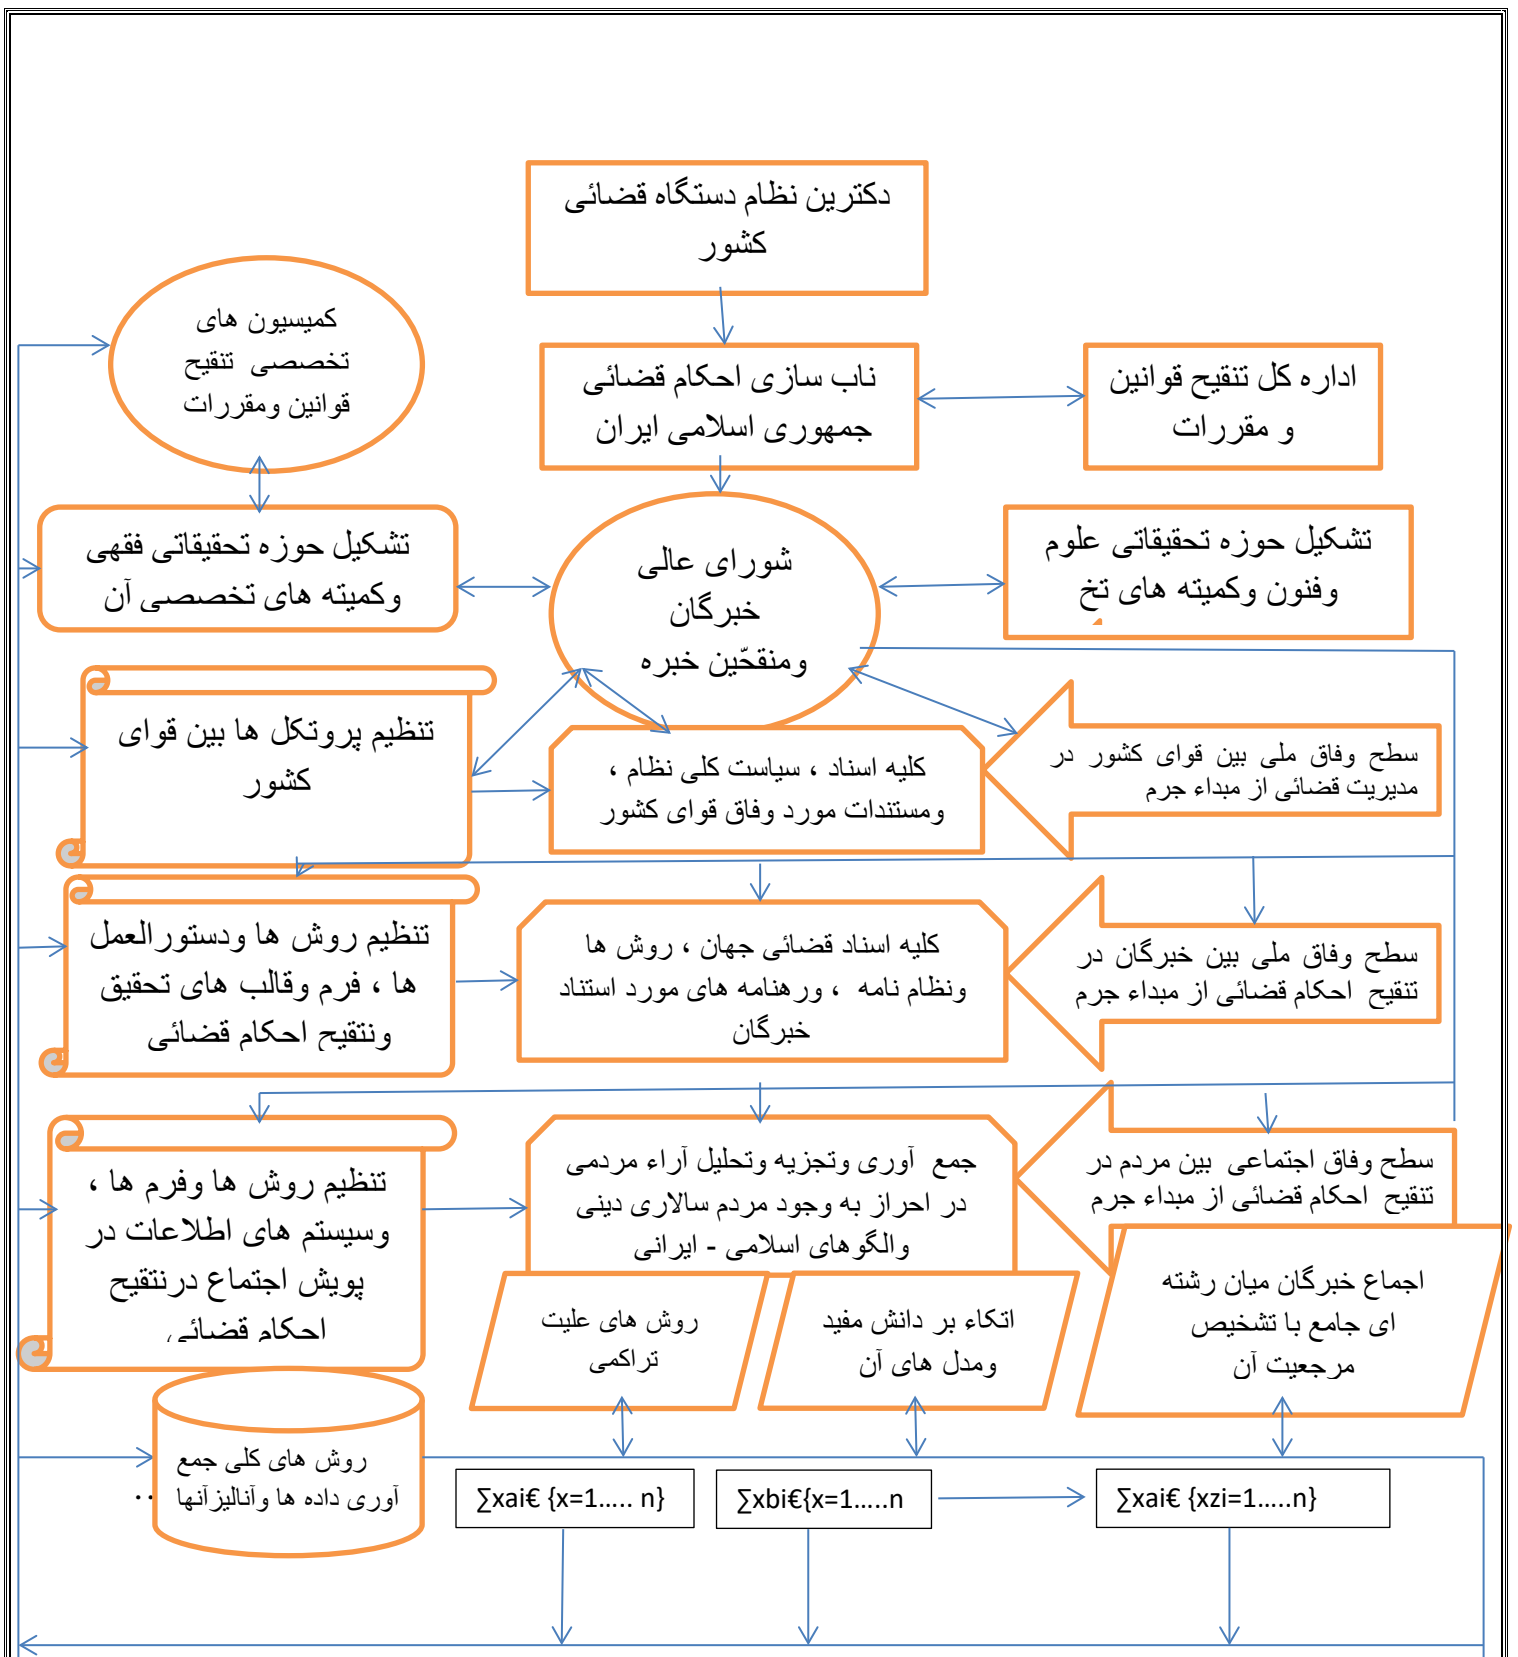 دکترین نظام دستگاه قضائی
کشور
کمیسیون های
تخصصی تنقیح
قوانین ومقررات
ناب سازی احکام قضائی
جمهوری اسلامی ایران
اداره کل تنقیح قوانین
و مقررات
تشکیل حوزه تحقیقاتی علوم
وفنون وکمیته های تخ
شورای عالی
خبرگان
ومنقحّین خبره
تشکیل حوزه تحقیقاتی فقهی
وکمیته های تخصصی آن
سطح وفاق ملی بین قوای کشور در
مدیریت قضائی از مبداء جرم
کلیه اسناد ، سیاست کلی نظام ،
ومستندات مورد وفاق قوای کشور
تنظیم پروتکل ها بین قوای
کشور
سطح وفاق ملی بین خبرگان در
تنقیح احکام قضائی از مبداء جرم
کلیه اسناد قضائی جهان ، روش ها
ونظام نامه ، ورهنامه های مورد استناد
خبرگان
تنظیم روش ها ودستورالعمل
ها ، فرم وقالب های تحقیق
ونتقیح احکام قضائی
سطح وفاق اجتماعی بین مردم در
تنقیح احکام قضائی از مبداء جرم
جمع آوری وتجزیه وتحلیل آراء مردمی
در احراز به وجود مردم سالاری دینی
والگوهای اسلامی - ایرانی
تنظیم روش ها وفرم ها ،
وسیستم های اطلاعات در
پویش اجتماع درنتقیح
احکام قضائی
اجماع خبرگان میان رشته
ای جامع با تشخیص
مرجعیت آن
اتکاء بر دانش مفید
ومدل های آن
روش های علیت
تراکمی
روش های کلی جمع
آوری داده ها وآنالیزآنها
..
∑xai€ {x=1..... n}
∑xbi€{x=1.....n
∑xai€ {xzi=1.....n}